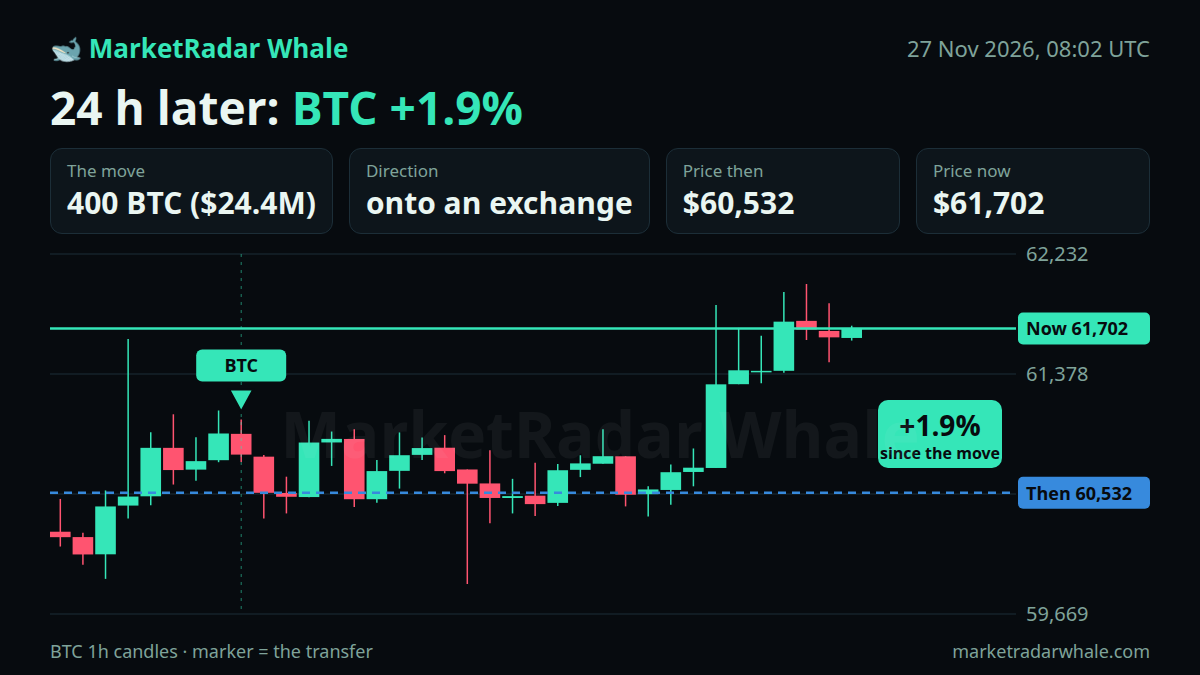 🐋 MarketRadar Whale
27 Nov 2026, 08:02 UTC
24 h later: BTC +1.9%
The move
400 BTC ($24.4M)
Direction
onto an exchange
Price then
$60,532
Price now
$61,702
62,232
Now 61,702
BTC
61,378
MarketRadar Whale
+1.9%
since the move
Then 60,532
59,669
BTC 1h candles · marker = the transfer
marketradarwhale.com